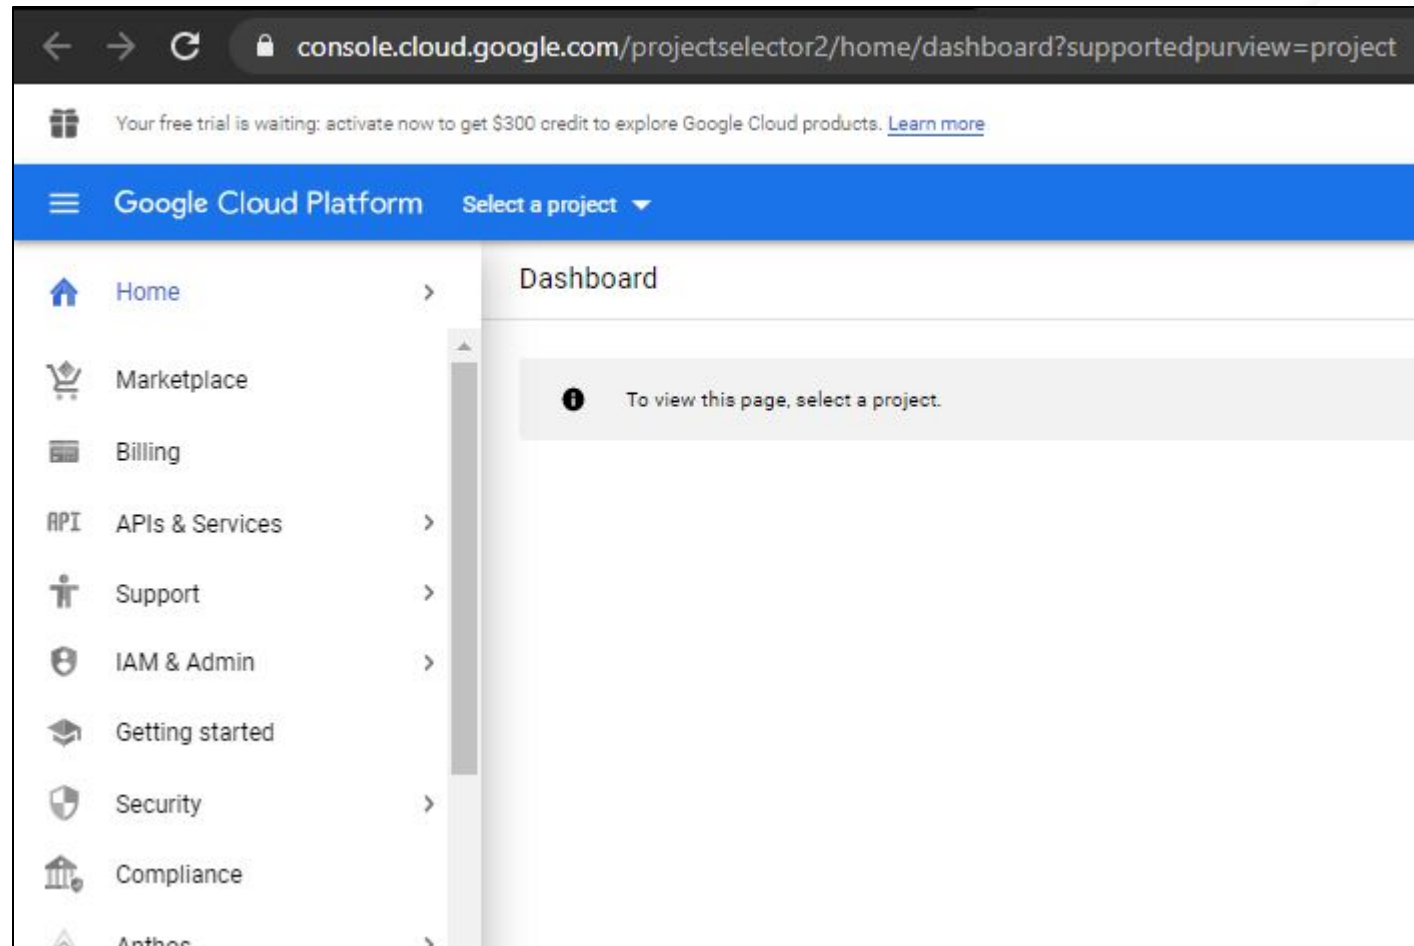 console.cloud.google.com/projectselector2/home/dashboard?supportedpurview=project
Your free trial is waiting: activate now to get $300 credit to explore Google Cloud products. Learn more
Google Cloud Platform Select a project
Home
Dashboard
Marketplace
To view this page, select a project.
Billing
API APIs & Services
Support
IAM & Admin
Getting started
Security
Compliance
Anthos